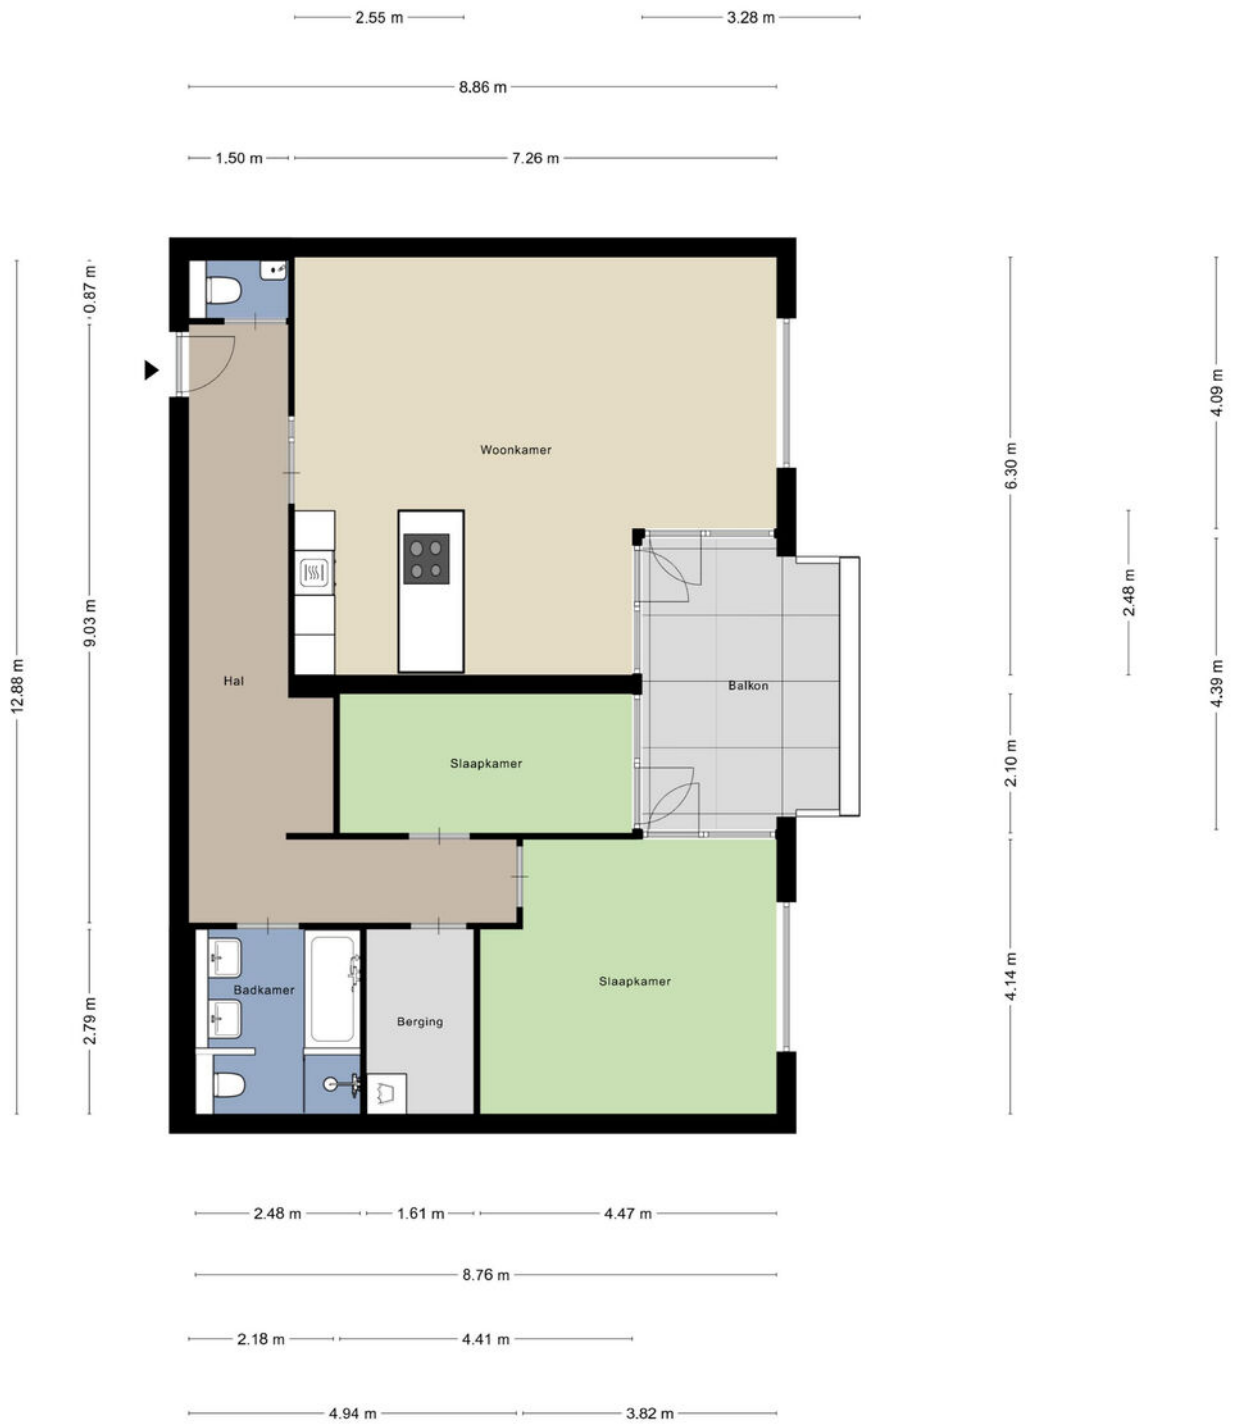 2.55 m
3.28 m
8.86 m
1.50 m
7.26 m
0.87 m
4.09 m
Woonkamer
6.30 m
2.48 m
9.03 m
12.88 m
Hal
Balkon
4.39 m
Slaapkamer
2.10 m
Slaapkamer
4.14 m
Badkamer
Berging
2.79 m
2.48 m
1.61 m
4.47 m
8.76 m
2.18 m
4.41 m
4.94 m
3.82 m